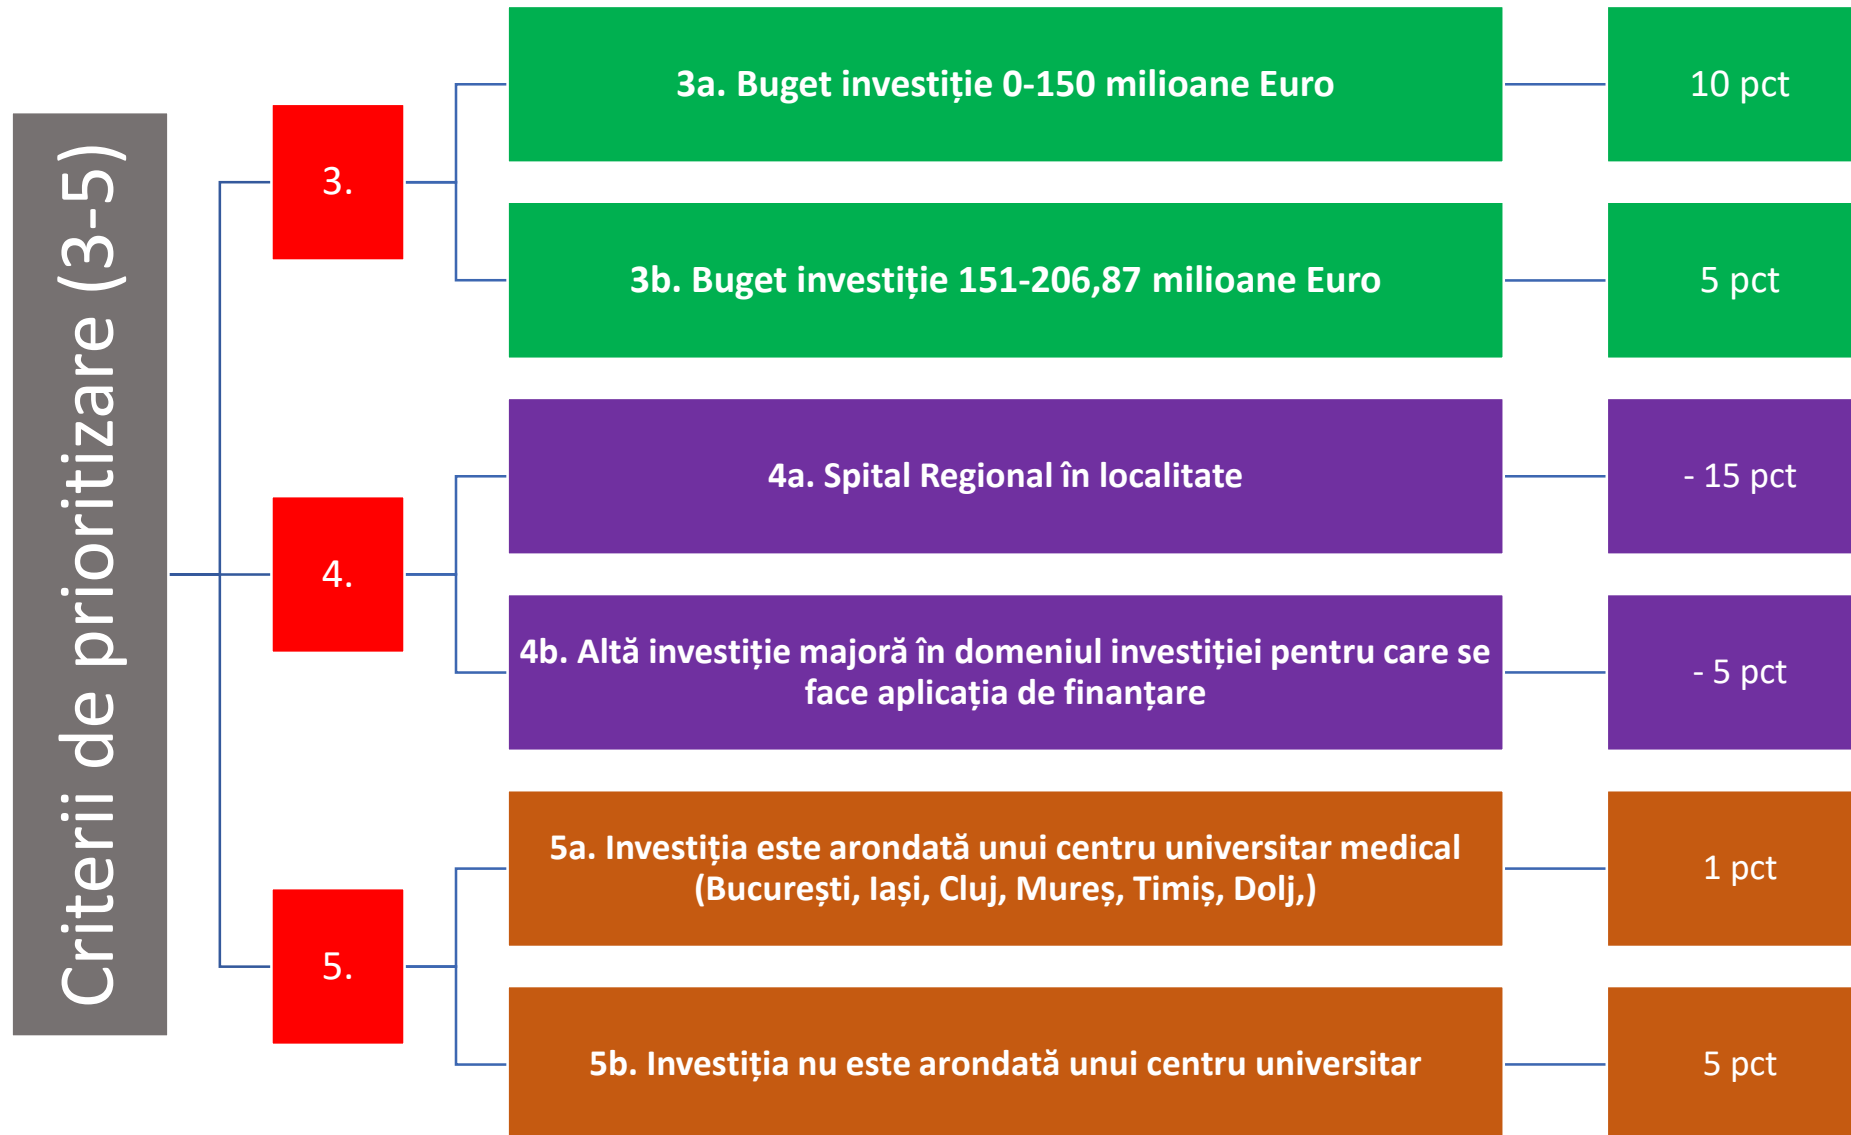 Criterii de prioritizare (3-5)
3.
3a. Buget investiție 0-150 milioane Euro
10 pct
3b. Buget investiție 151-206,87 milioane Euro
5 pct
4.
4a. Spital Regional în localitate
- 15 pct
4b. Altă investiție majoră în domeniul investiției pentru care se
face aplicația de finanțare
- 5 pct
5.
5a. Investiția este arondată unui centru universitar medical
(București, Iași, Cluj, Mureș, Timiș, Dolj,)
1 pct
5b. Investiția nu este arondată unui centru universitar
5 pct